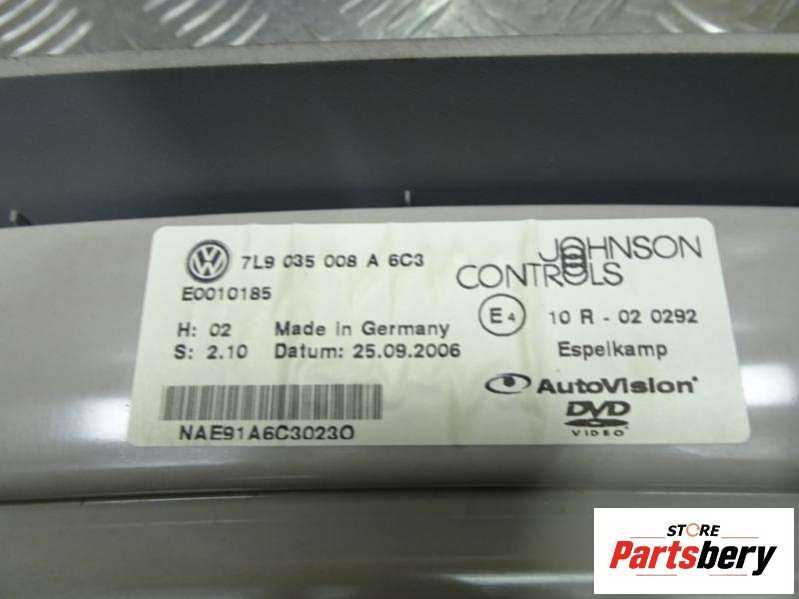 7L9 035 008 A 6C3
E0010185
JOHNSON
CONTROLS
H: 02 Made in Germany
S: 2.10 Datum: 25.09.2006
E4 10 R - 02 0292
Espelkamp
AutoVision®
DVD
VIDEO
NAE91A6C30230
STORE
Partsbery